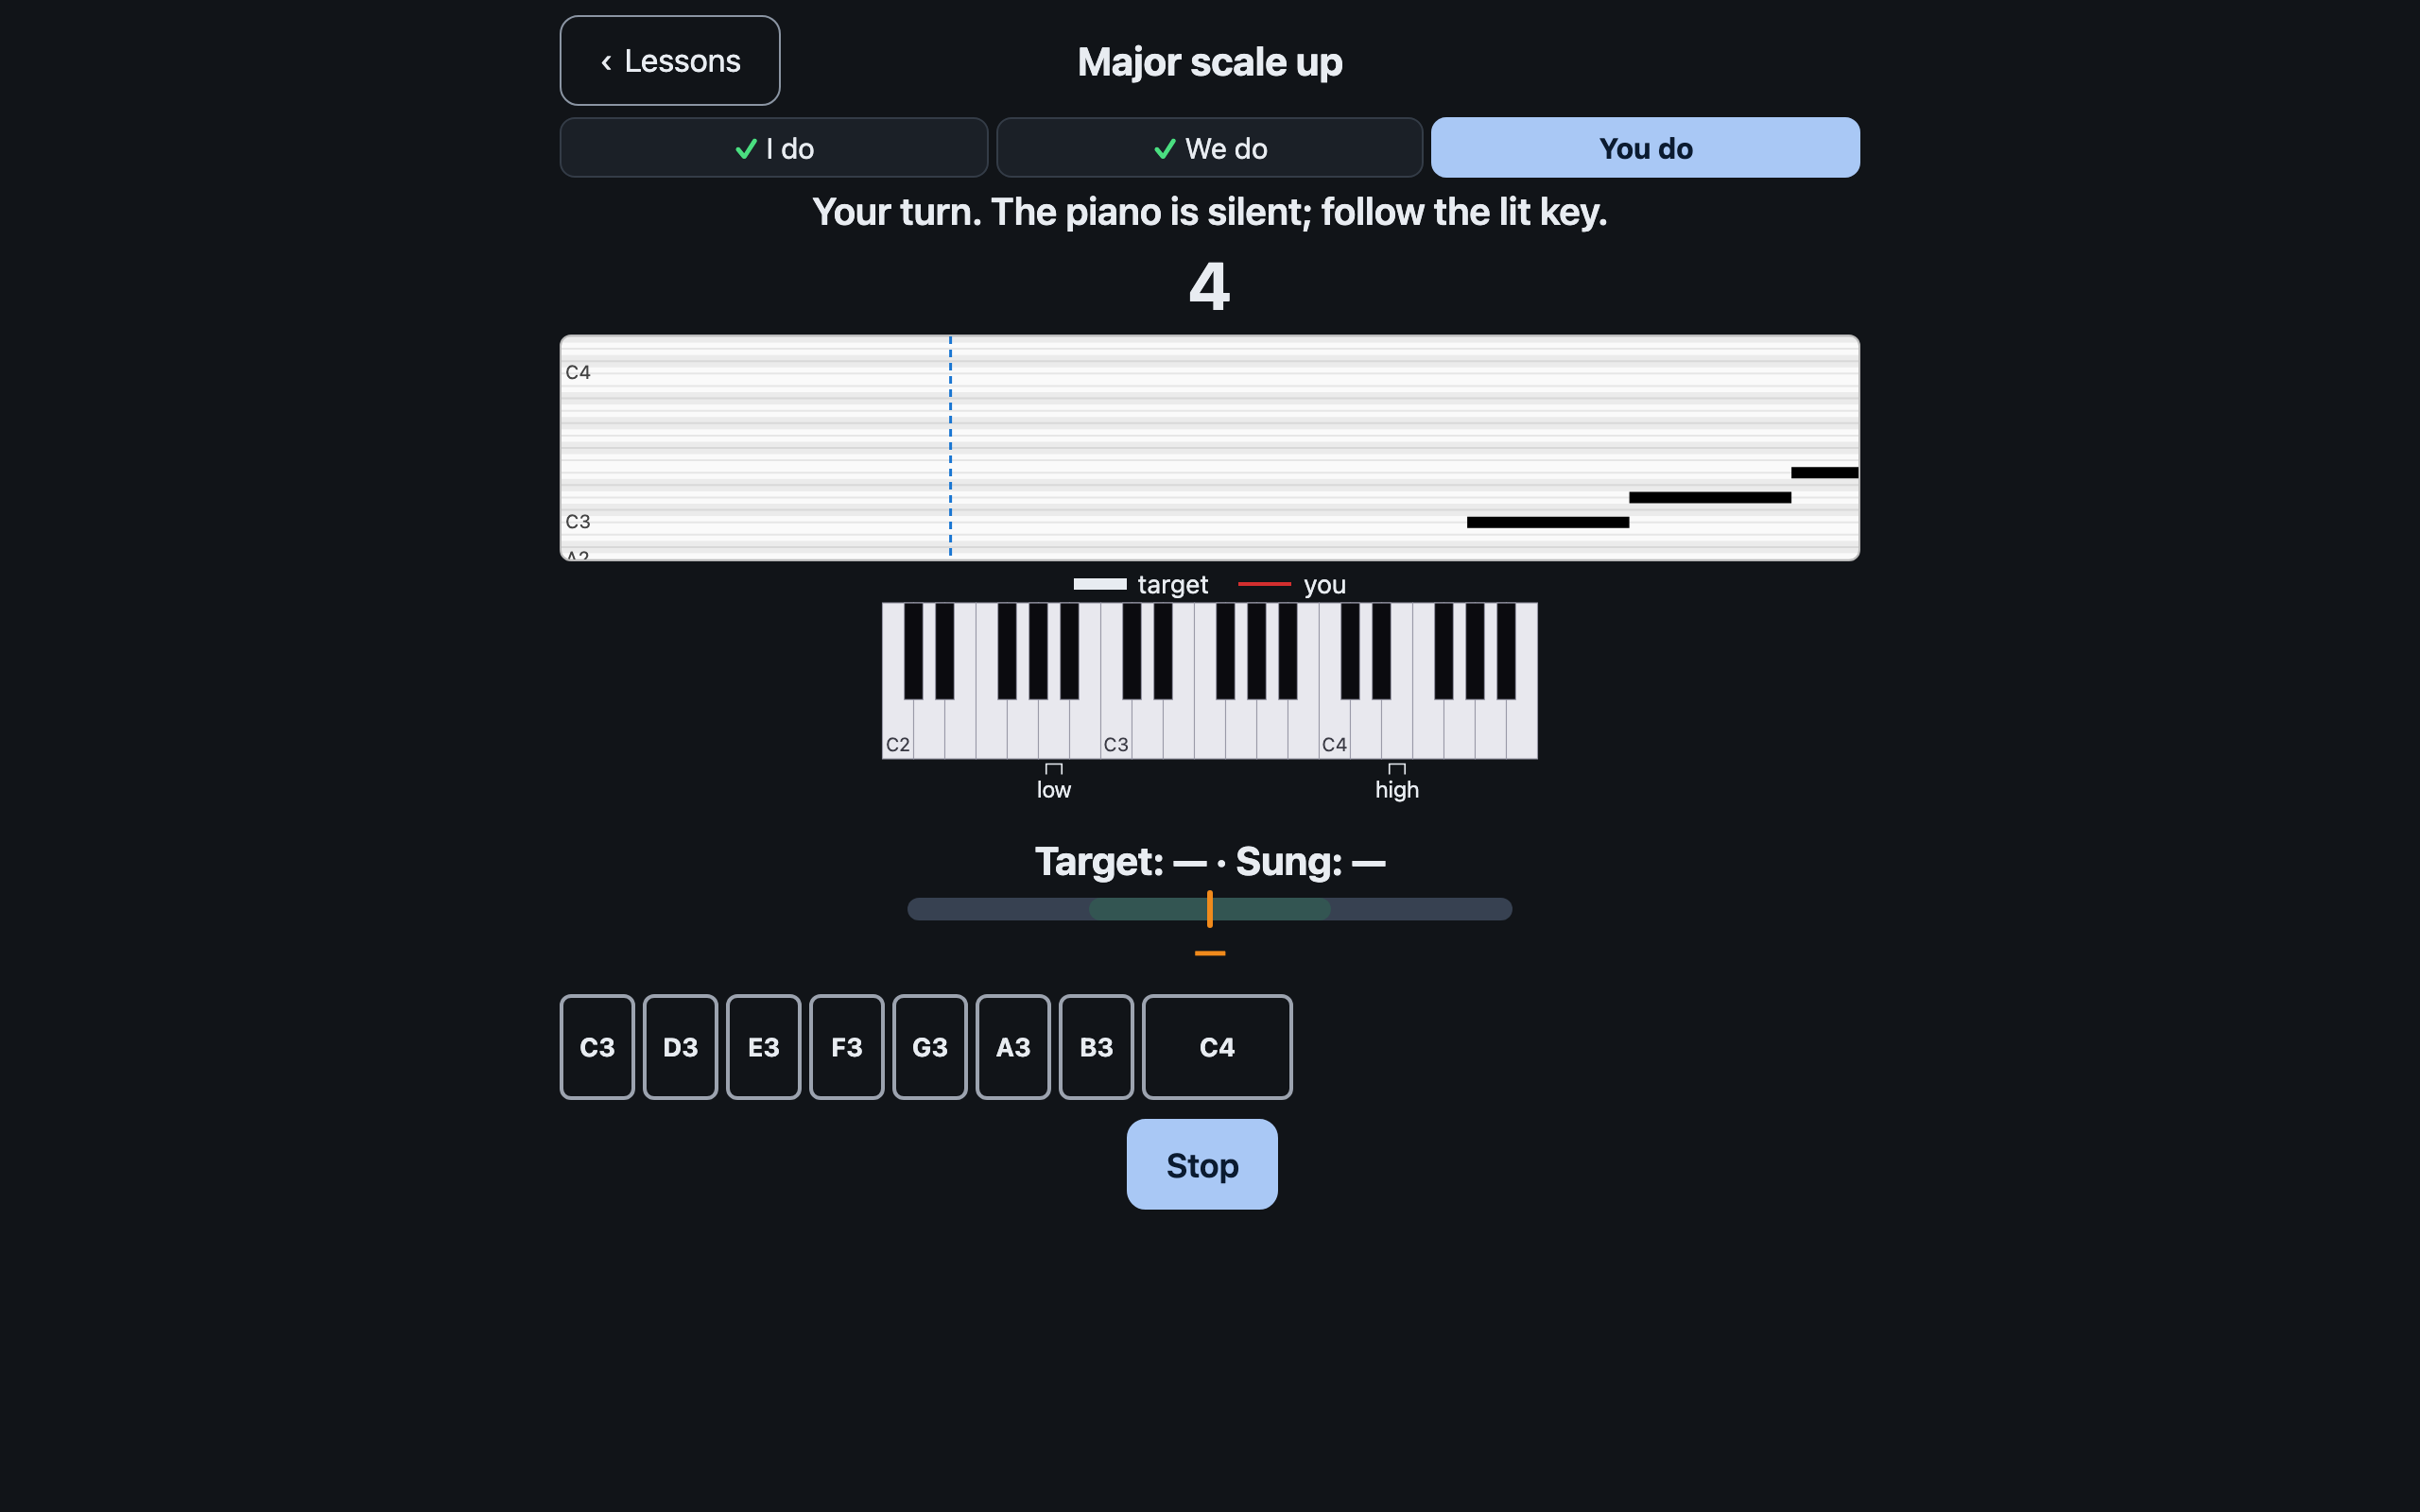 ‹ Lessons
Major scale up
✓ I do
✓ We do
You do
Your turn. The piano is silent; follow the lit key.
4
C4
C3
A2
target
you
C2
C3
C4
low
high
Target: — · Sung: —
—
C3
D3
E3
F3
G3
A3
B3
C4
Stop